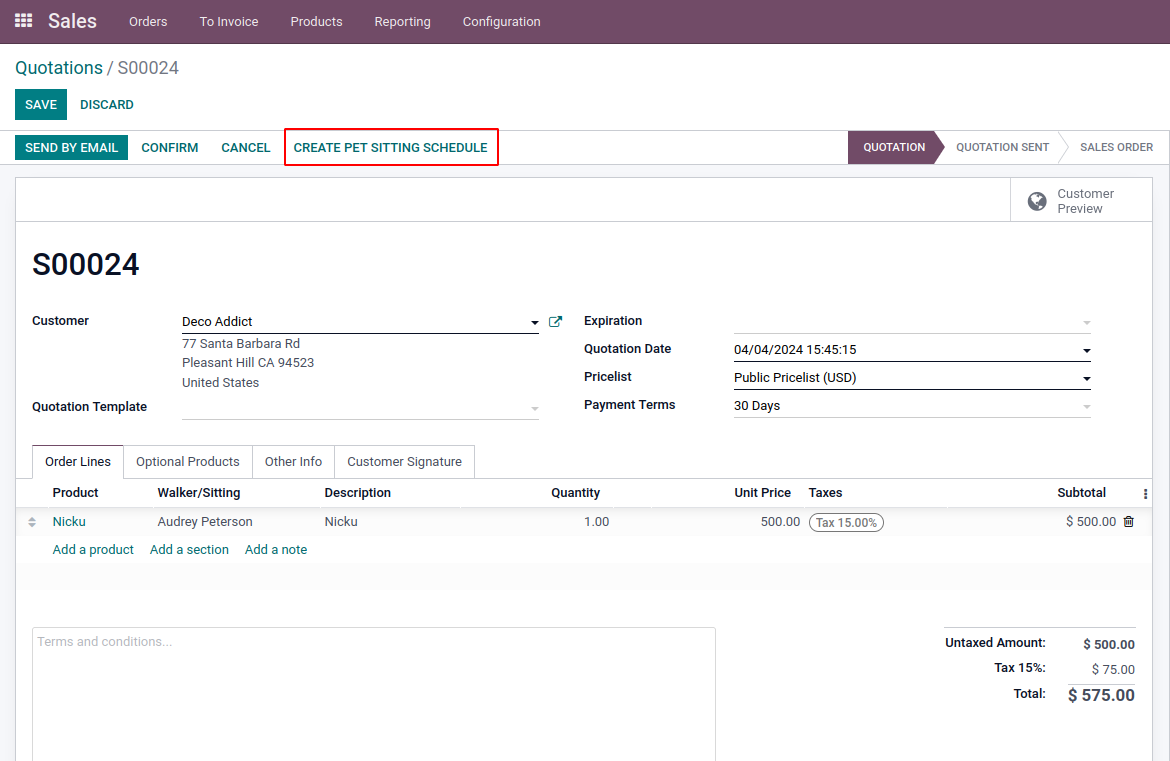 Sales Orders To Invoice Products Reporting Configuration
Quotations / S00024
SAVE DISCARD
SEND BY EMAIL CONFIRM CANCEL CREATE PET SITTING SCHEDULE QUOTATION QUOTATION SENT SALES ORDER
Customer
Preview
S00024
Customer Deco Addict
77 Santa Barbara Rd
Pleasant Hill CA 94523
United States
Quotation Template
Expiration
Quotation Date 04/04/2024 15:45:15
Pricelist Public Pricelist (USD)
Payment Terms 30 Days
Order Lines Optional Products Other Info Customer Signature
Product Walker/Sitting Description Quantity Unit Price Taxes Subtotal
Nicku Audrey Peterson Nicku 1.00 500.00 Tax 15.00% $ 500.00
Add a product Add a section Add a note
Terms and conditions...
Untaxed Amount: $ 500.00
Tax 15%: $ 75.00
Total: $ 575.00